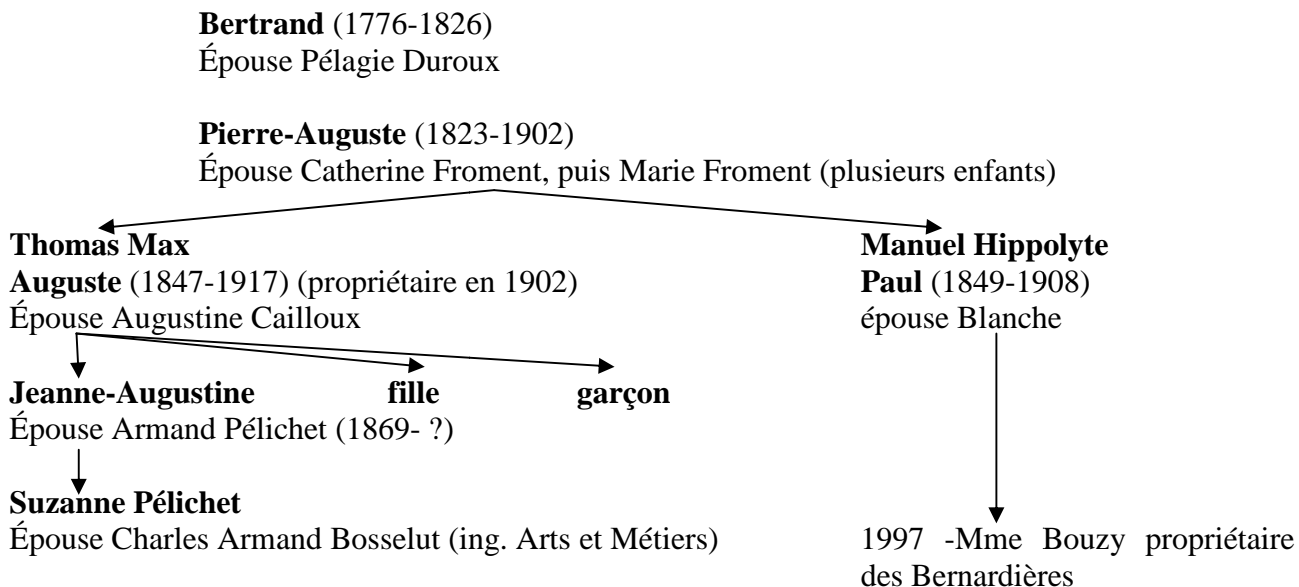 Bertrand (1776-1826)
Épouse Pélagie Duroux
Pierre-Auguste (1823-1902)
Épouse Catherine Froment, puis Marie Froment (plusieurs enfants)
Thomas Max
Auguste (1847-1917) (propriétaire en 1902)
Épouse Augustine Cailloux
Manuel Hippolyte
Paul (1849-1908)
épouse Blanche
Jeanne-Augustine fille garçon
Épouse Armand Pélichet (1869- ?)
Suzanne Pélichet
Épouse Charles Armand Bosselut (ing. Arts et Métiers)
1997 -Mme Bouzy propriétaire
des Bernardières